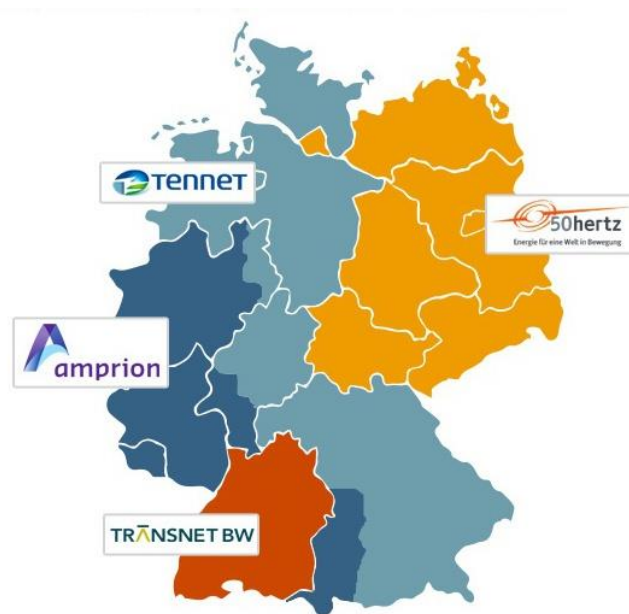 TENNET
50hertz
Energie für eine Welt in Bewegung
amprion
TRANSNET BW